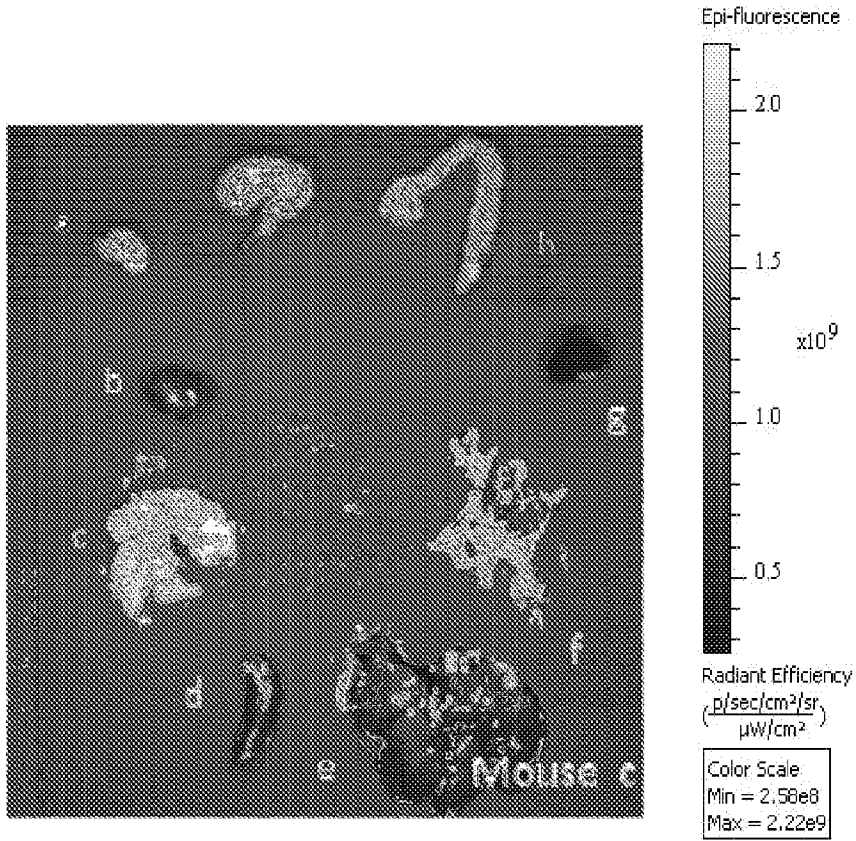 Epi-fluorescence
2.0
a
h
1.5
x10⁹
b
1.0
g
c
0.5
f
d
Radiant Efficiency
(p/sec/cm²/sr
µW/cm²)
e
Mouse c
Color Scale
Min = 2.58e8
Max = 2.22e9